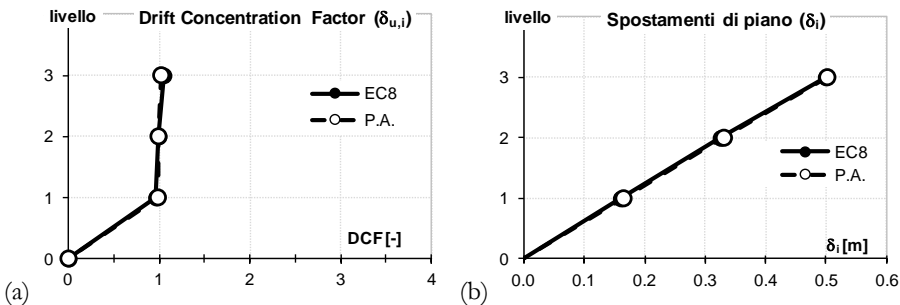 livello
Drift Concentration Factor (δu,i)
3
2
1
0
EC8
P.A.
DCF [-]
0 1 2 3 4
(a)
livello
Spostamenti di piano (δi)
3
2
1
0
EC8
P.A.
δi [m]
0.0 0.1 0.2 0.3 0.4 0.5 0.6
(b)